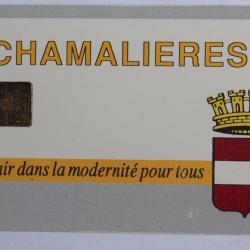 CHAMALIERES
nir dans la modernité pour tous